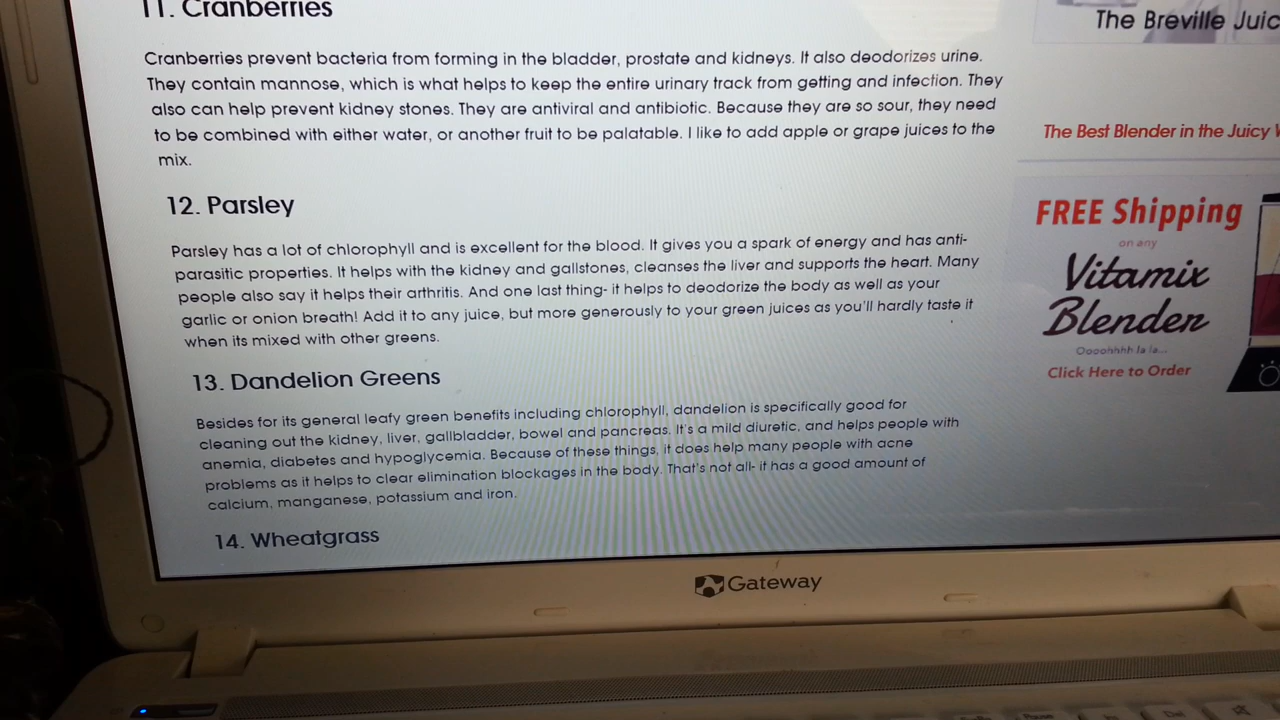 11. Cranberries
Cranberries prevent bacteria from forming in the bladder, prostate and kidneys. It also deodorizes urine.
They contain mannose, which is what helps to keep the entire urinary track from getting and infection. They
also can help prevent kidney stones. They are antiviral and antibiotic. Because they are so sour, they need
to be combined with either water, or another fruit to be palatable. I like to add apple or grape juices to the
mix.
12. Parsley
Parsley has a lot of chlorophyll and is excellent for the blood. It gives you a spark of energy and has anti-
parasitic properties. It helps with the kidney and gallstones, cleanses the liver and supports the heart. Many
people also say it helps their arthritis. And one last thing- it helps to deodorize the body as well as your
garlic or onion breath! Add it to any juice, but more generously to your green juices as you'll hardly taste it
when its mixed with other greens.
13. Dandelion Greens
Besides for its general leafy green benefits including chlorophyll, dandelion is specifically good for
cleaning out the kidney, liver, gallbladder, bowel and pancreas. It's a mild diuretic, and helps people with
anemia, diabetes and hypoglycemia. Because of these things, it does help many people with acne
problems as it helps to clear elimination blockages in the body. That's not all- it has a good amount of
calcium, manganese, potassium and iron.
14. Wheatgrass
The Breville Juic
The Best Blender in the Juicy
FREE Shipping
on any
Vitamix
Blender
Oooohhhh la la...
Click Here to Order
Gateway